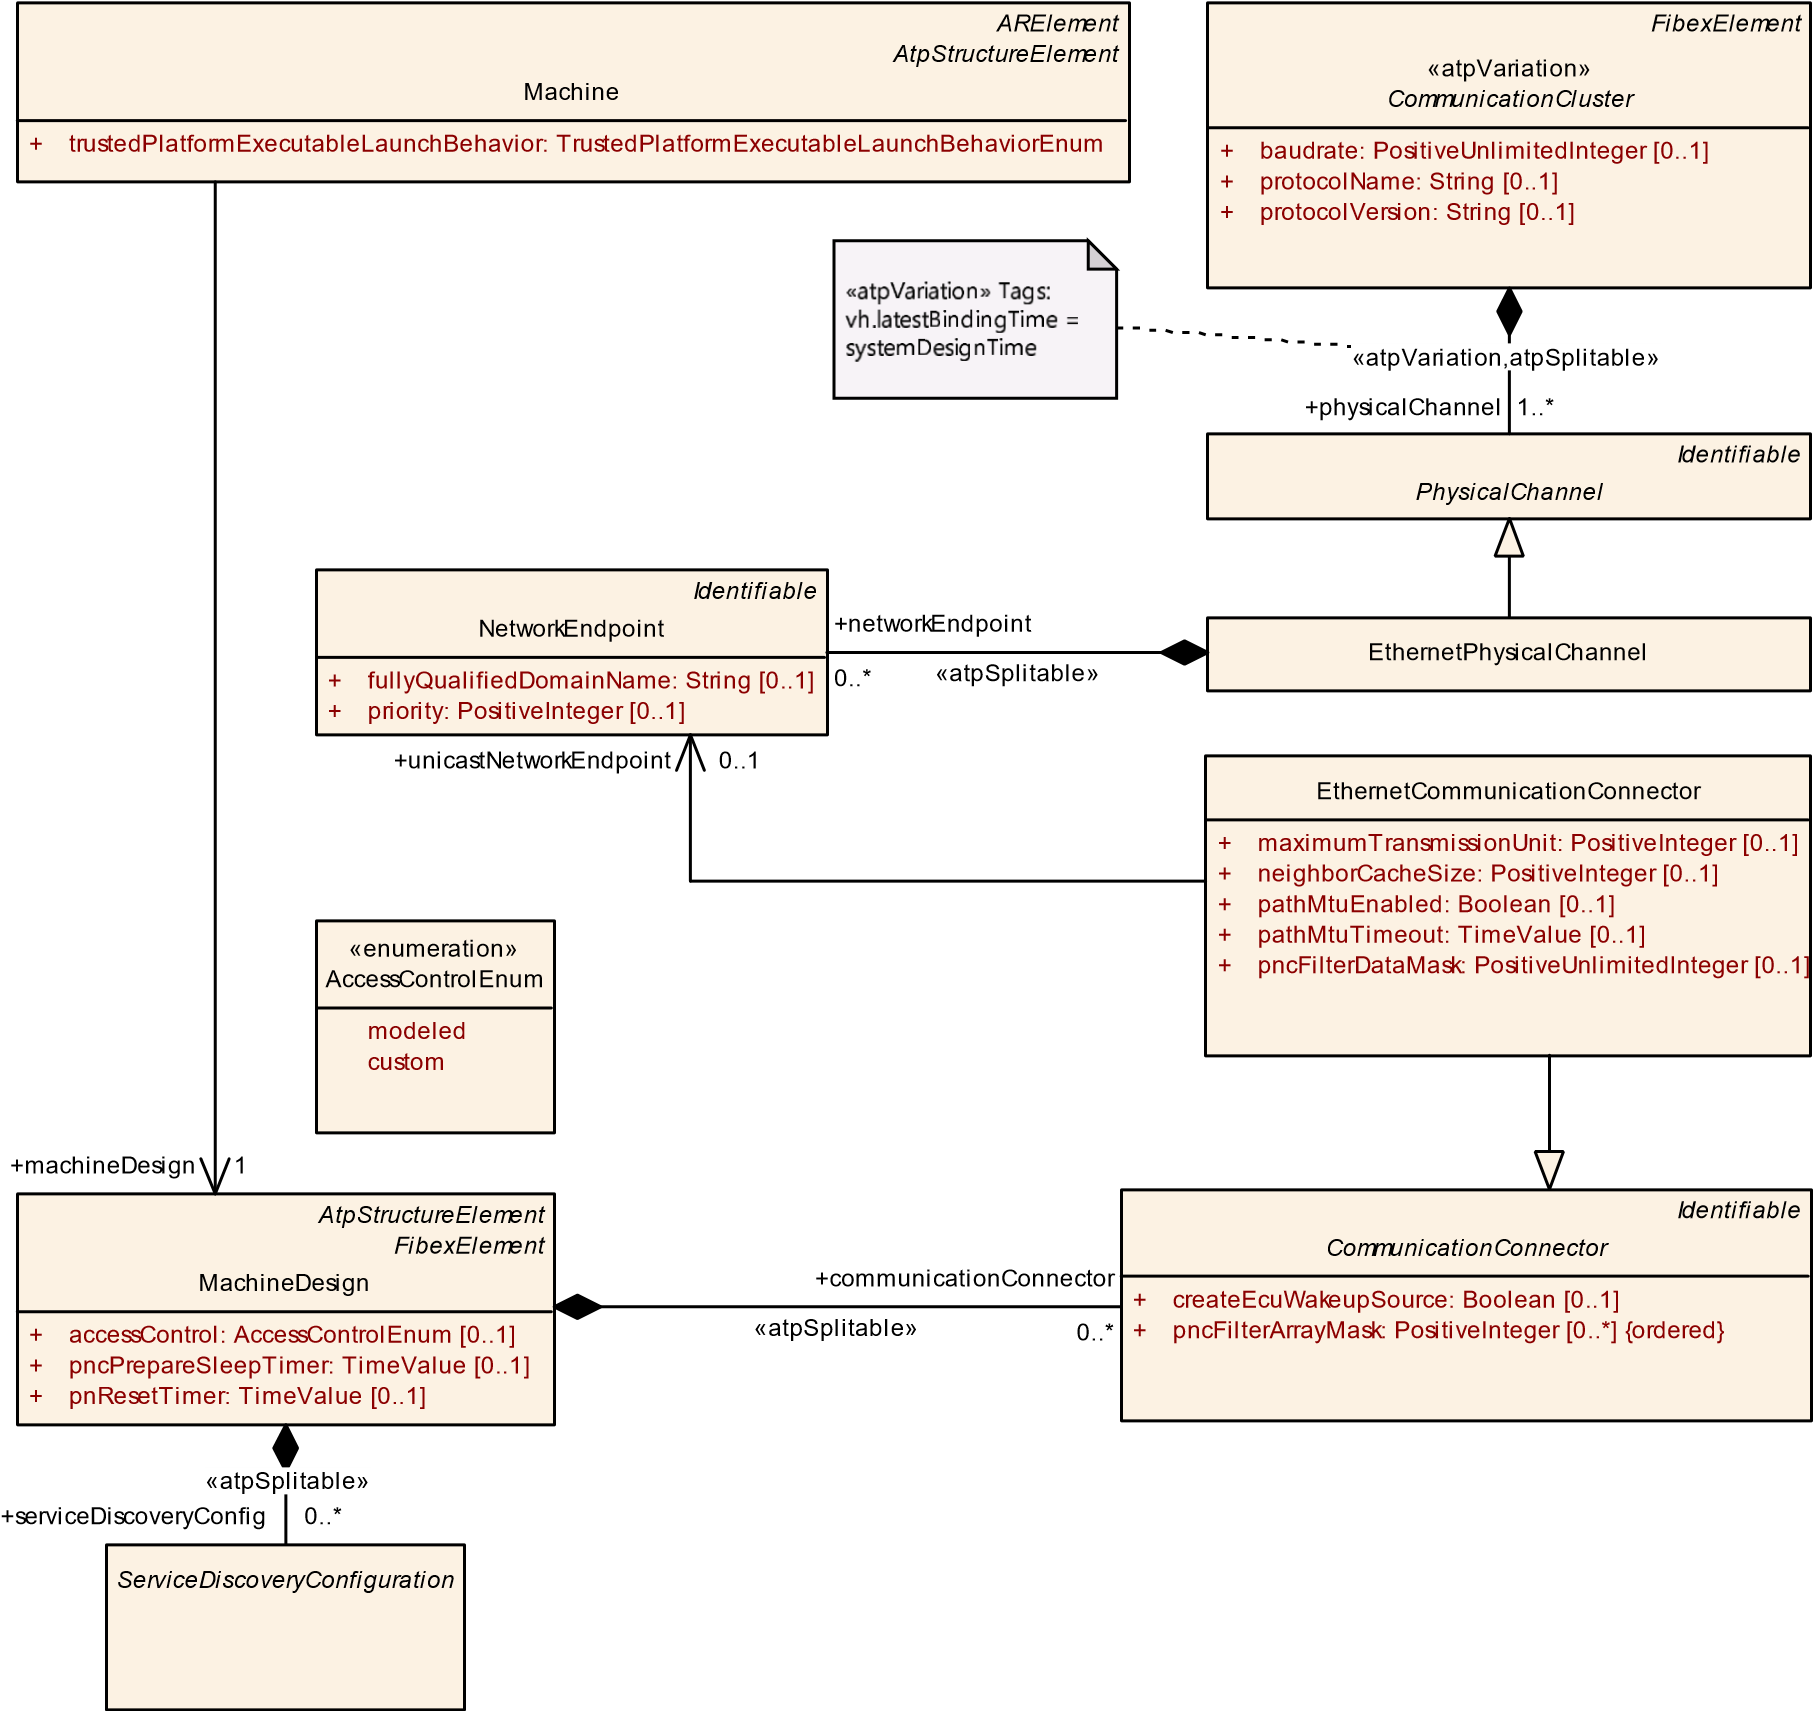 ARElement
AtpStructureElement
Machine
+ trustedPlatformExecutableLaunchBehavior: TrustedPlatformExecutableLaunchBehaviorEnum
FibexElement
«atpVariation»
CommunicationCluster
+ baudrate: PositiveUnlimitedInteger [0..1]
+ protocolName: String [0..1]
+ protocolVersion: String [0..1]
«atpVariation» Tags:
vh.latestBindingTime =
systemDesignTime
«atpVariation,atpSplitable»
+physicalChannel 1..*
Identifiable
PhysicalChannel
Identifiable
NetworkEndpoint
+ fullyQualifiedDomainName: String [0..1]
+ priority: PositiveInteger [0..1]
+networkEndpoint
0..*
«atpSplitable»
EthernetPhysicalChannel
+unicastNetworkEndpoint 0..1
EthernetCommunicationConnector
+ maximumTransmissionUnit: PositiveInteger [0..1]
+ neighborCacheSize: PositiveInteger [0..1]
+ pathMtuEnabled: Boolean [0..1]
+ pathMtuTimeout: TimeValue [0..1]
+ pncFilterDataMask: PositiveUnlimitedInteger [0..1]
«enumeration»
AccessControlEnum
modeled
custom
+machineDesign 1
AtpStructureElement
FibexElement
MachineDesign
+ accessControl: AccessControlEnum [0..1]
+ pncPrepareSleepTimer: TimeValue [0..1]
+ pnResetTimer: TimeValue [0..1]
+communicationConnector
«atpSplitable»
0..*
Identifiable
CommunicationConnector
+ createEcuWakeupSource: Boolean [0..1]
+ pncFilterArrayMask: PositiveInteger [0..*] {ordered}
«atpSplitable»
+serviceDiscoveryConfig 0..*
ServiceDiscoveryConfiguration